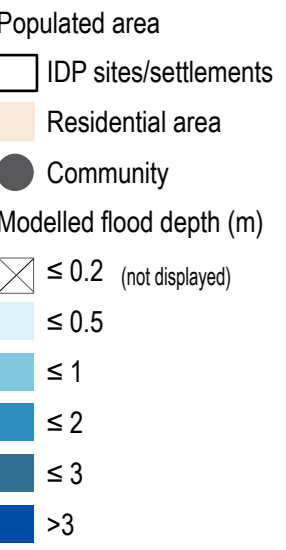 Populated area
IDP sites/settlements
Residential area
Community
Modelled flood depth (m)
≤ 0.2 (not displayed)
≤ 0.5
≤ 1
≤ 2
≤ 3
>3